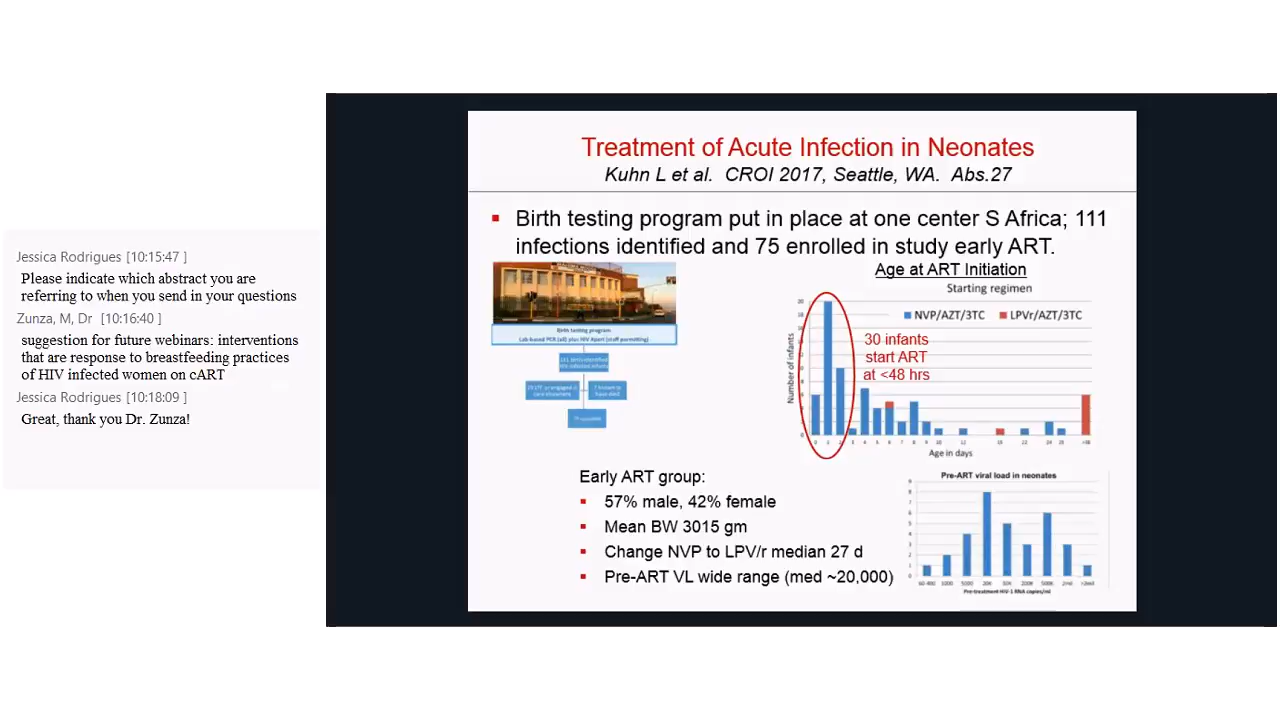 Jessica Rodrigues [10:15:47 ]
Please indicate which abstract you are
referring to when you send in your questions
Zunza, M, Dr [10:16:40 ]
suggestion for future webinars: interventions
that are response to breastfeeding practices
of HIV infected women on cART
Jessica Rodrigues [10:18:09 ]
Great, thank you Dr. Zunza!
Treatment of Acute Infection in Neonates
Kuhn L et al. CROI 2017, Seattle, WA. Abs.27
Birth testing program put in place at one center S Africa; 111
infections identified and 75 enrolled in study early ART.
Birth testing program
Age at ART Initiation
Starting regimen
NVP/AZT/3TC
LPVr/AZT/3TC
30 infants
start ART
at <48 hrs
Number of infants
Age in days
Early ART group:
57% male, 42% female
Mean BW 3015 gm
Change NVP to LPV/r median 27 d
Pre-ART VL wide range (med ~20,000)
Pre-ART viral load in neonates
Pre-treatment HIV-1 RNA copies/ml